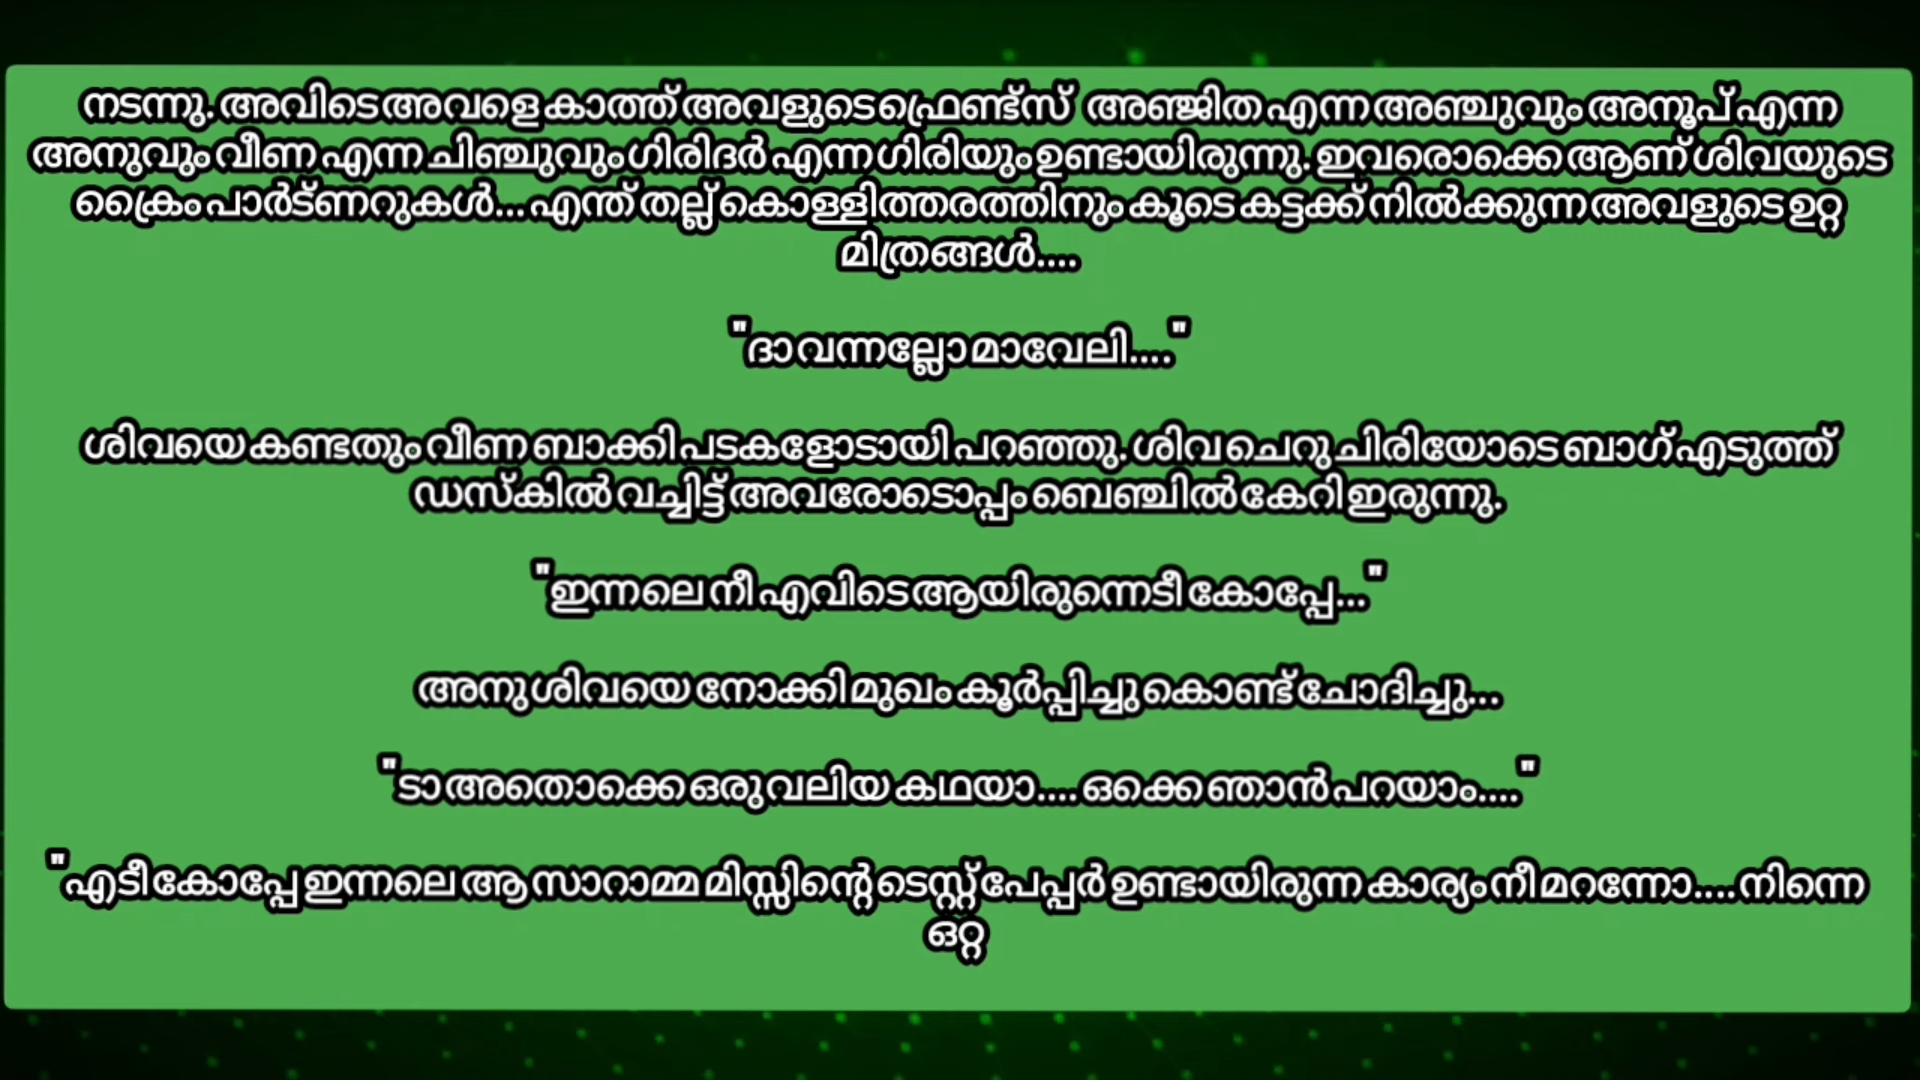 നടന്നു. അവിടെ അവളെ കാത്ത് അവളുടെ ഫ്രെണ്ട്സ് അഞ്ജിത എന്ന അഞ്ചുവും അനൂപ് എന്ന
അനുവും വീണ എന്ന ചിഞ്ചുവും ഗിരിദർ എന്ന ഗിരിയും ഉണ്ടായിരുന്നു. ഇവരൊക്കെ ആണ് ശിവയുടെ
ക്രൈം പാർട്ണറുകൾ... എന്ത് തല്ല് കൊള്ളിത്തരത്തിനും കൂടെ കട്ടക്ക് നിൽക്കുന്ന അവളുടെ ഉറ്റ
മിത്രങ്ങൾ....
"ദാ വന്നല്ലോ മാവേലി...."
ശിവയെ കണ്ടതും വീണ ബാക്കി പടകളോടായി പറഞ്ഞു. ശിവ ചെറു ചിരിയോടെ ബാഗ് എടുത്ത്
ഡസ്കിൽ വച്ചിട്ട് അവരോടൊപ്പം ബെഞ്ചിൽ കേറി ഇരുന്നു.
"ഇന്നലെ നീ എവിടെ ആയിരുന്നെടീ കോപ്പേ..."
അനു ശിവയെ നോക്കി മുഖം കൂർപ്പിച്ചു കൊണ്ട് ചോദിച്ചു...
"ടാ അതൊക്കെ ഒരു വലിയ കഥയാ.... ഒക്കെ ഞാൻ പറയാം...."
"എടീ കോപ്പേ ഇന്നലെ ആ സാറാമ്മ മിസ്സിന്റെ ടെസ്റ്റ് പേപ്പർ ഉണ്ടായിരുന്ന കാര്യം നീ മറന്നോ.... നിന്നെ
ഒറ്റ